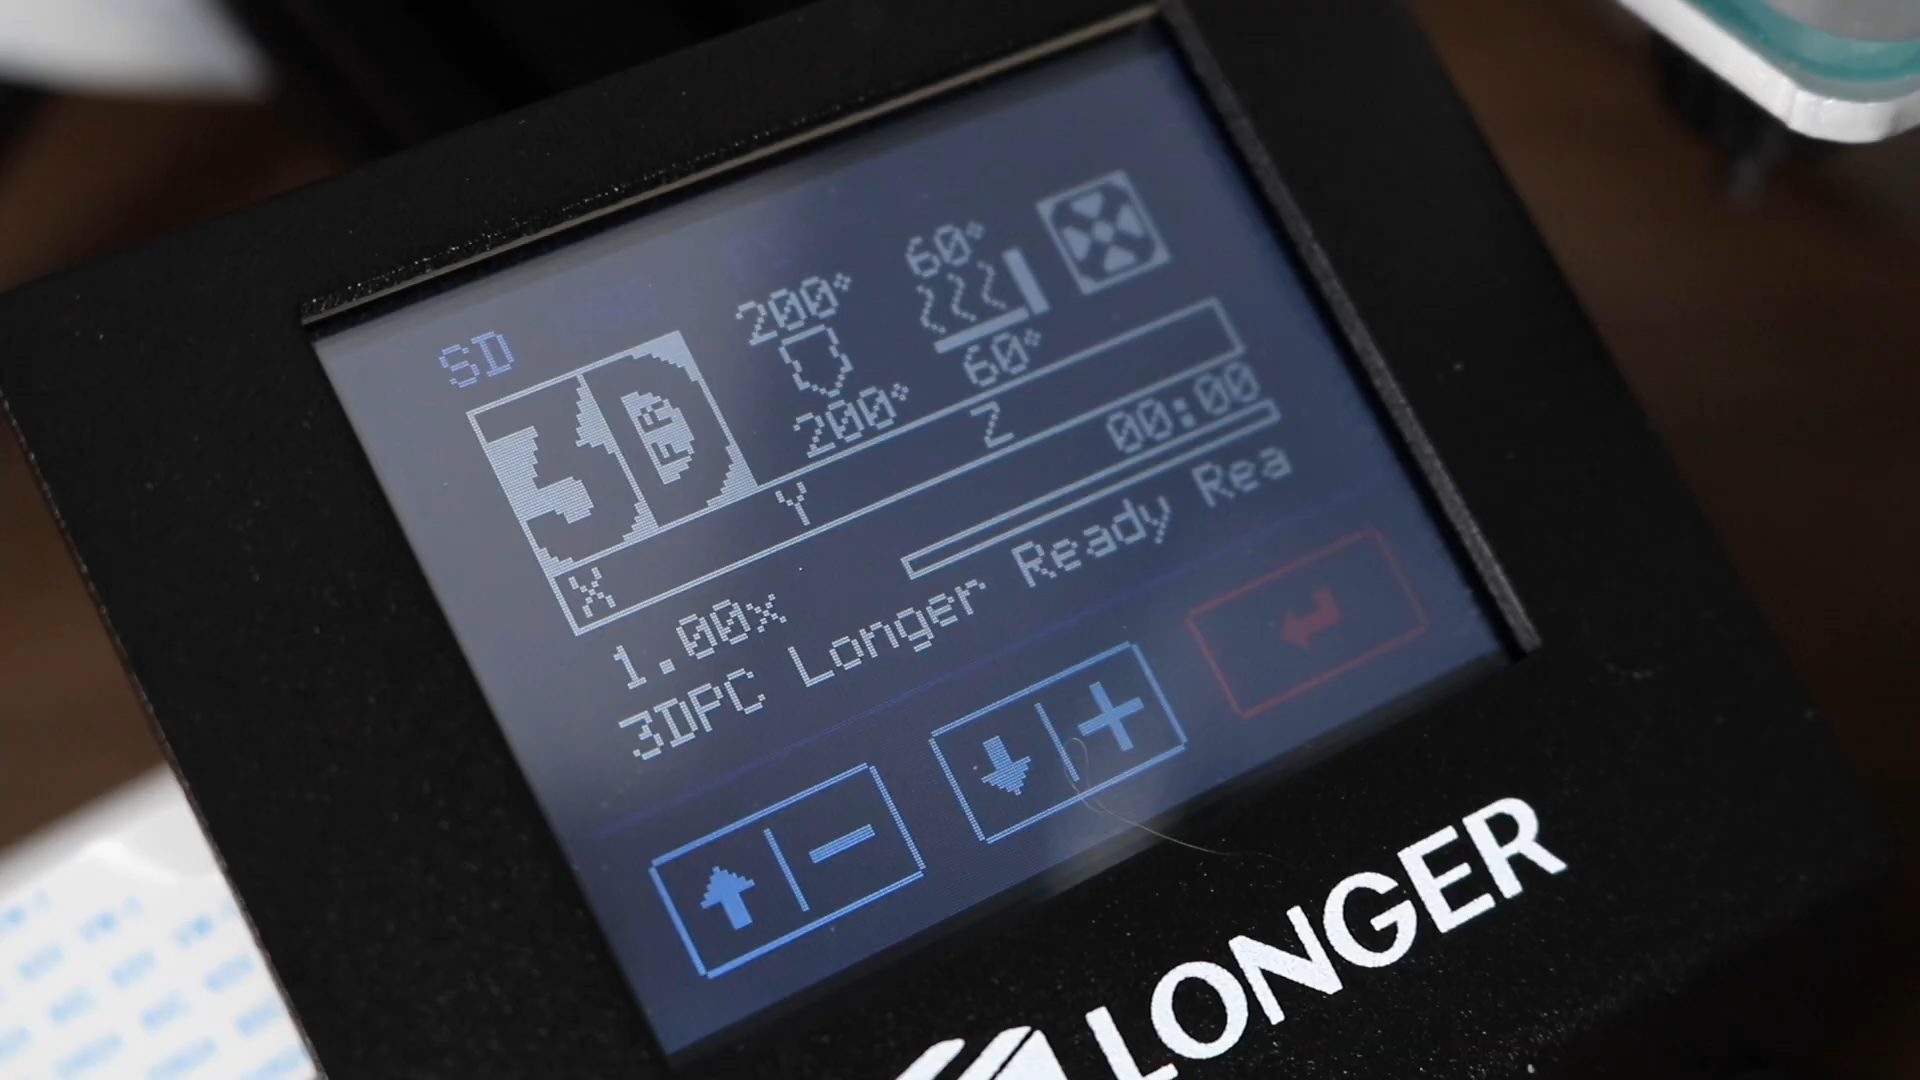 SD
200° 60°
3D
200° 60°
X Y Z 00:00
1.00x
3DPC Longer Ready Rea
LONGER